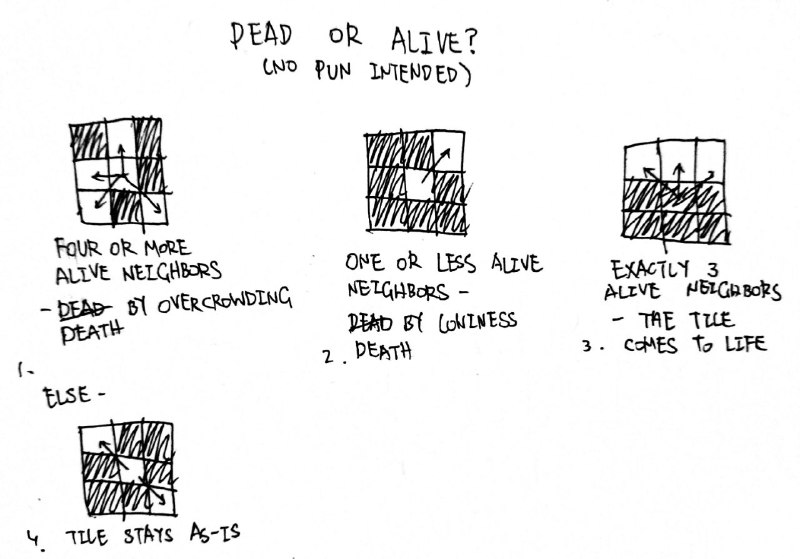 DEAD OR ALIVE?
(NO PUN INTENDED)
FOUR OR MORE
ALIVE NEIGHBORS
- DEAD BY OVERCROWDING
DEATH
1.
ONE OR LESS ALIVE
NEIGHBORS -
DEAD BY LONINESS
2. DEATH
EXACTLY 3
ALIVE NEIGHBORS
- THE TILE
3. COMES TO LIFE
ELSE -
4. TILE STAYS AS-IS